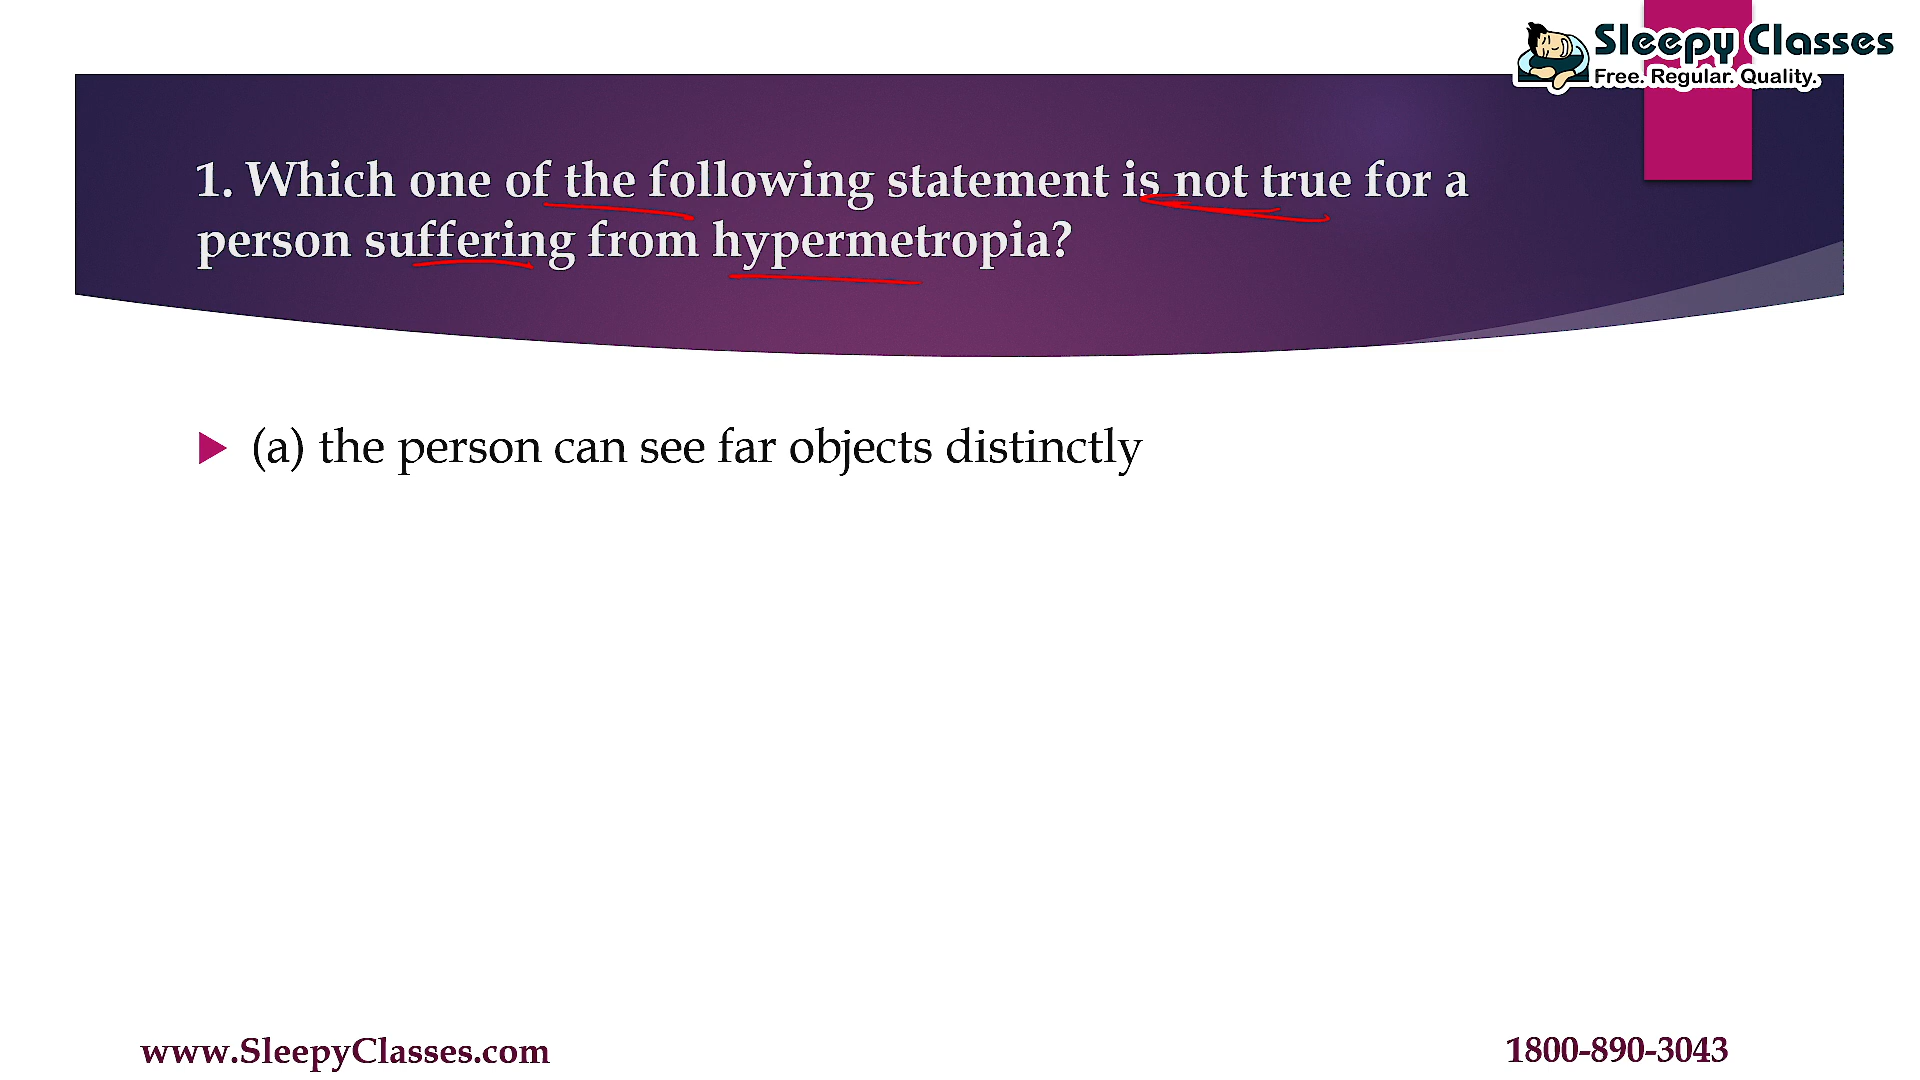 Sleepy Classes
Free. Regular. Quality.
1. Which one of the following statement is not true for a
person suffering from hypermetropia?
(a) the person can see far objects distinctly
www.SleepyClasses.com
1800-890-3043